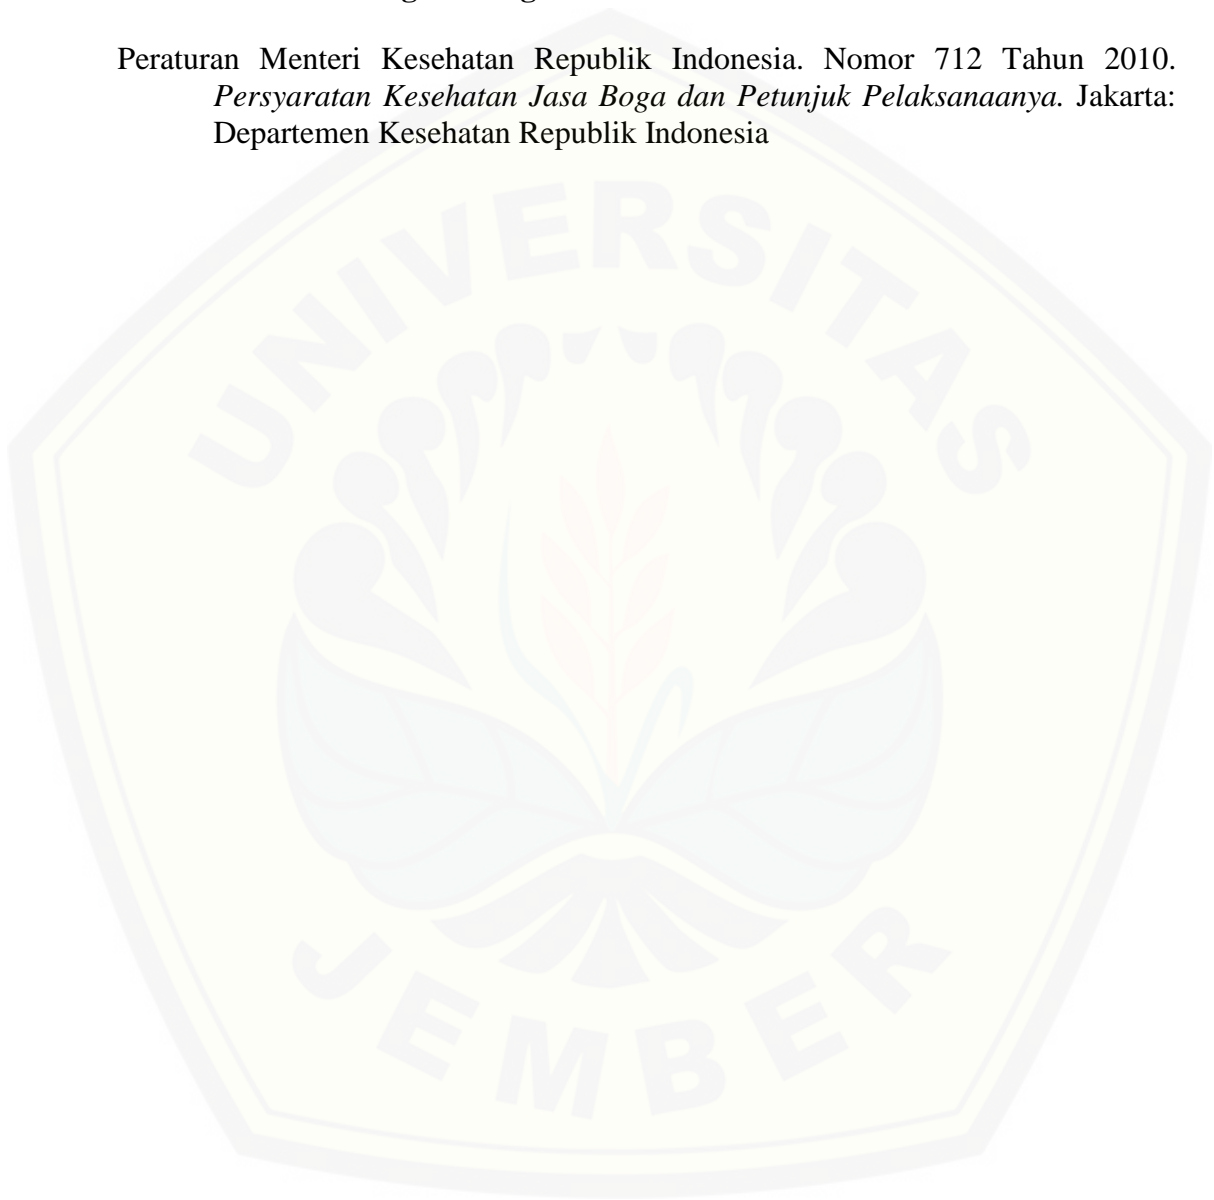 Peraturan Menteri Kesehatan Republik Indonesia. Nomor 712 Tahun 2010.
Persyaratan Kesehatan Jasa Boga dan Petunjuk Pelaksanaanya. Jakarta:
Departemen Kesehatan Republik Indonesia
UNIVERSITAS
JEMBER